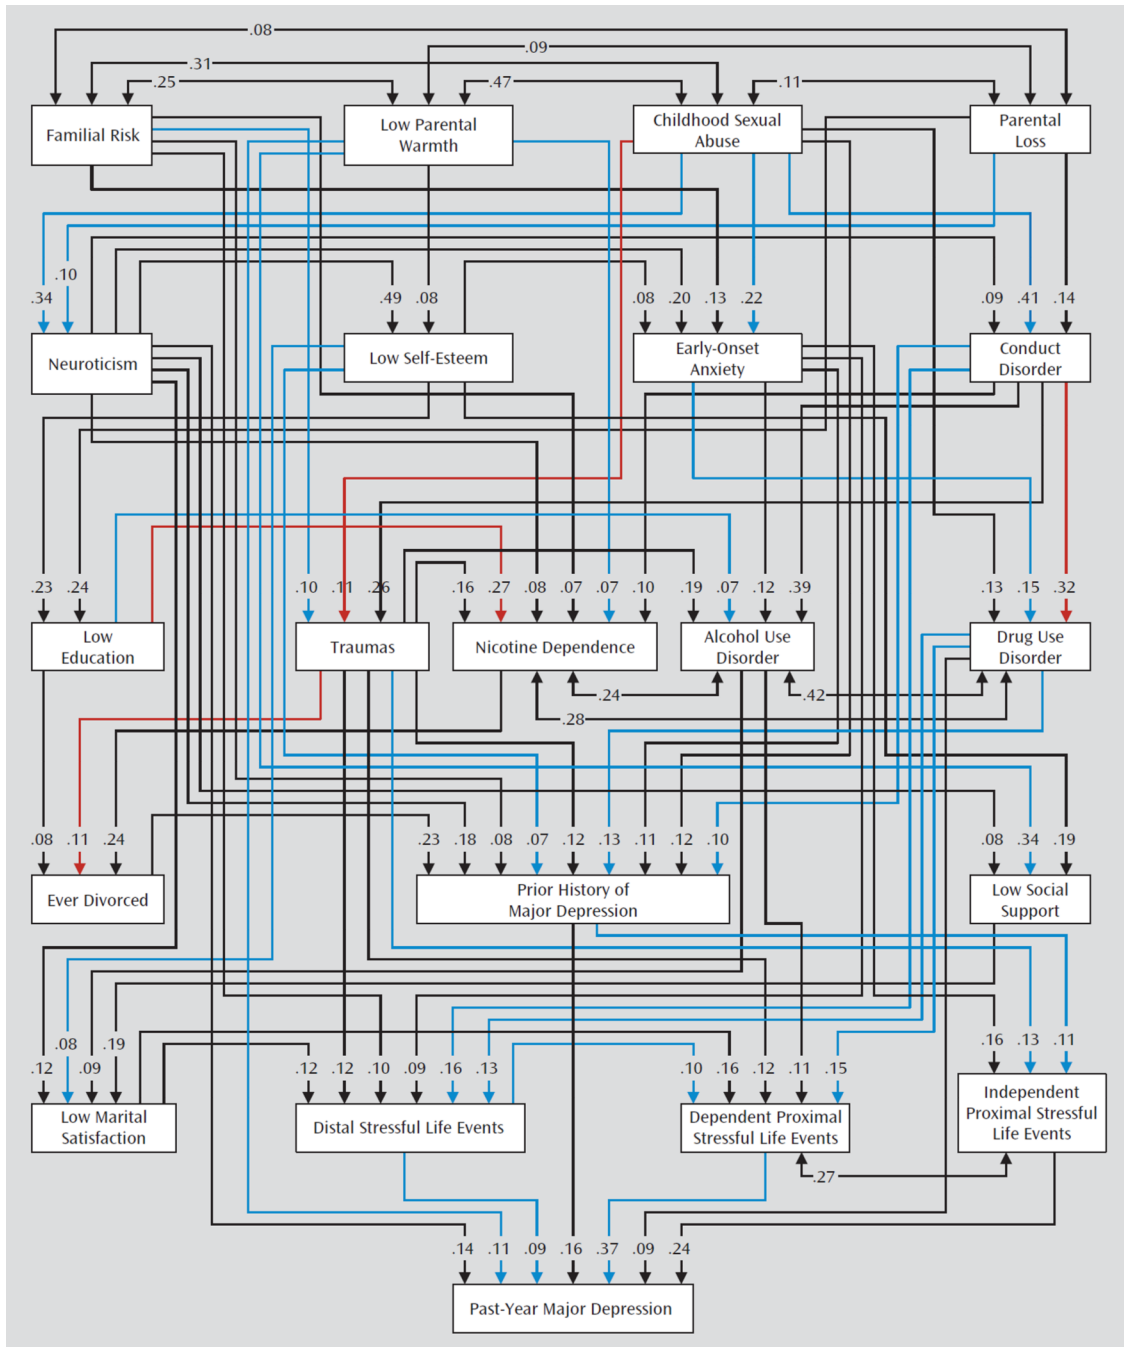 .08
.09
.31
.25
.47
.11
Familial Risk
Low Parental
Warmth
Childhood Sexual
Abuse
Parental
Loss
.10
.34
.49
.08
.08
.20
.13
.22
.09
.41
.14
Neuroticism
Low Self-Esteem
Early-Onset
Anxiety
Conduct
Disorder
.23
.24
.10
.11
.26
.16
.27
.08
.07
.07
.10
.19
.07
.12
.39
.13
.15
.32
Low
Education
Traumas
Nicotine Dependence
Alcohol Use
Disorder
Drug Use
Disorder
.24
.42
.28
.08
.11
.24
.23
.18
.08
.07
.12
.13
.11
.12
.10
.08
.34
.19
Ever Divorced
Prior History of
Major Depression
Low Social
Support
.08
.19
.16
.13
.11
.12
.09
.12
.12
.10
.09
.16
.13
.10
.16
.12
.11
.15
Low Marital
Satisfaction
Distal Stressful Life Events
Dependent Proximal
Stressful Life Events
Independent
Proximal Stressful
Life Events
.27
.14
.11
.09
.16
.37
.09
.24
Past-Year Major Depression